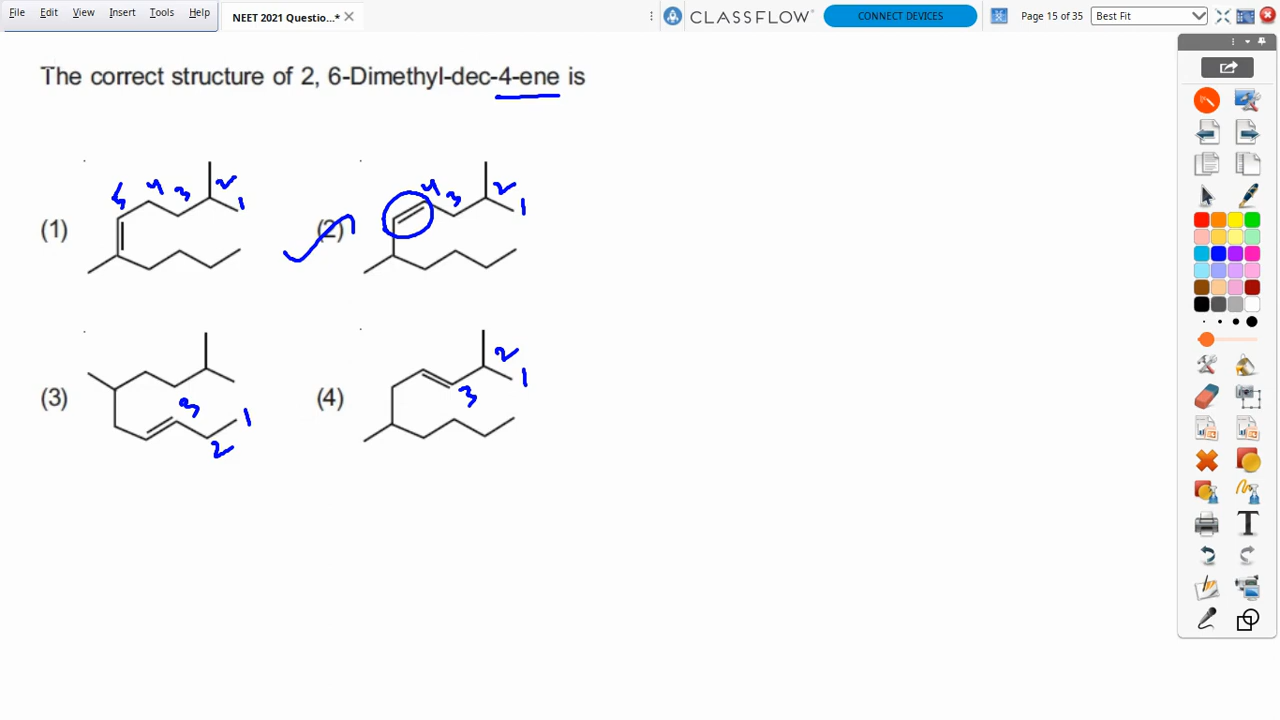 File Edit View Insert Tools Help NEET 2021 Questio...* CLASSFLOW CONNECT DEVICES Page 15 of 35 Best Fit
The correct structure of 2, 6-Dimethyl-dec-4-ene is
5 4 3 2 1
(1)
4 3 2 1
(2)
3 1
2
(3)
2 1
3
(4)
T